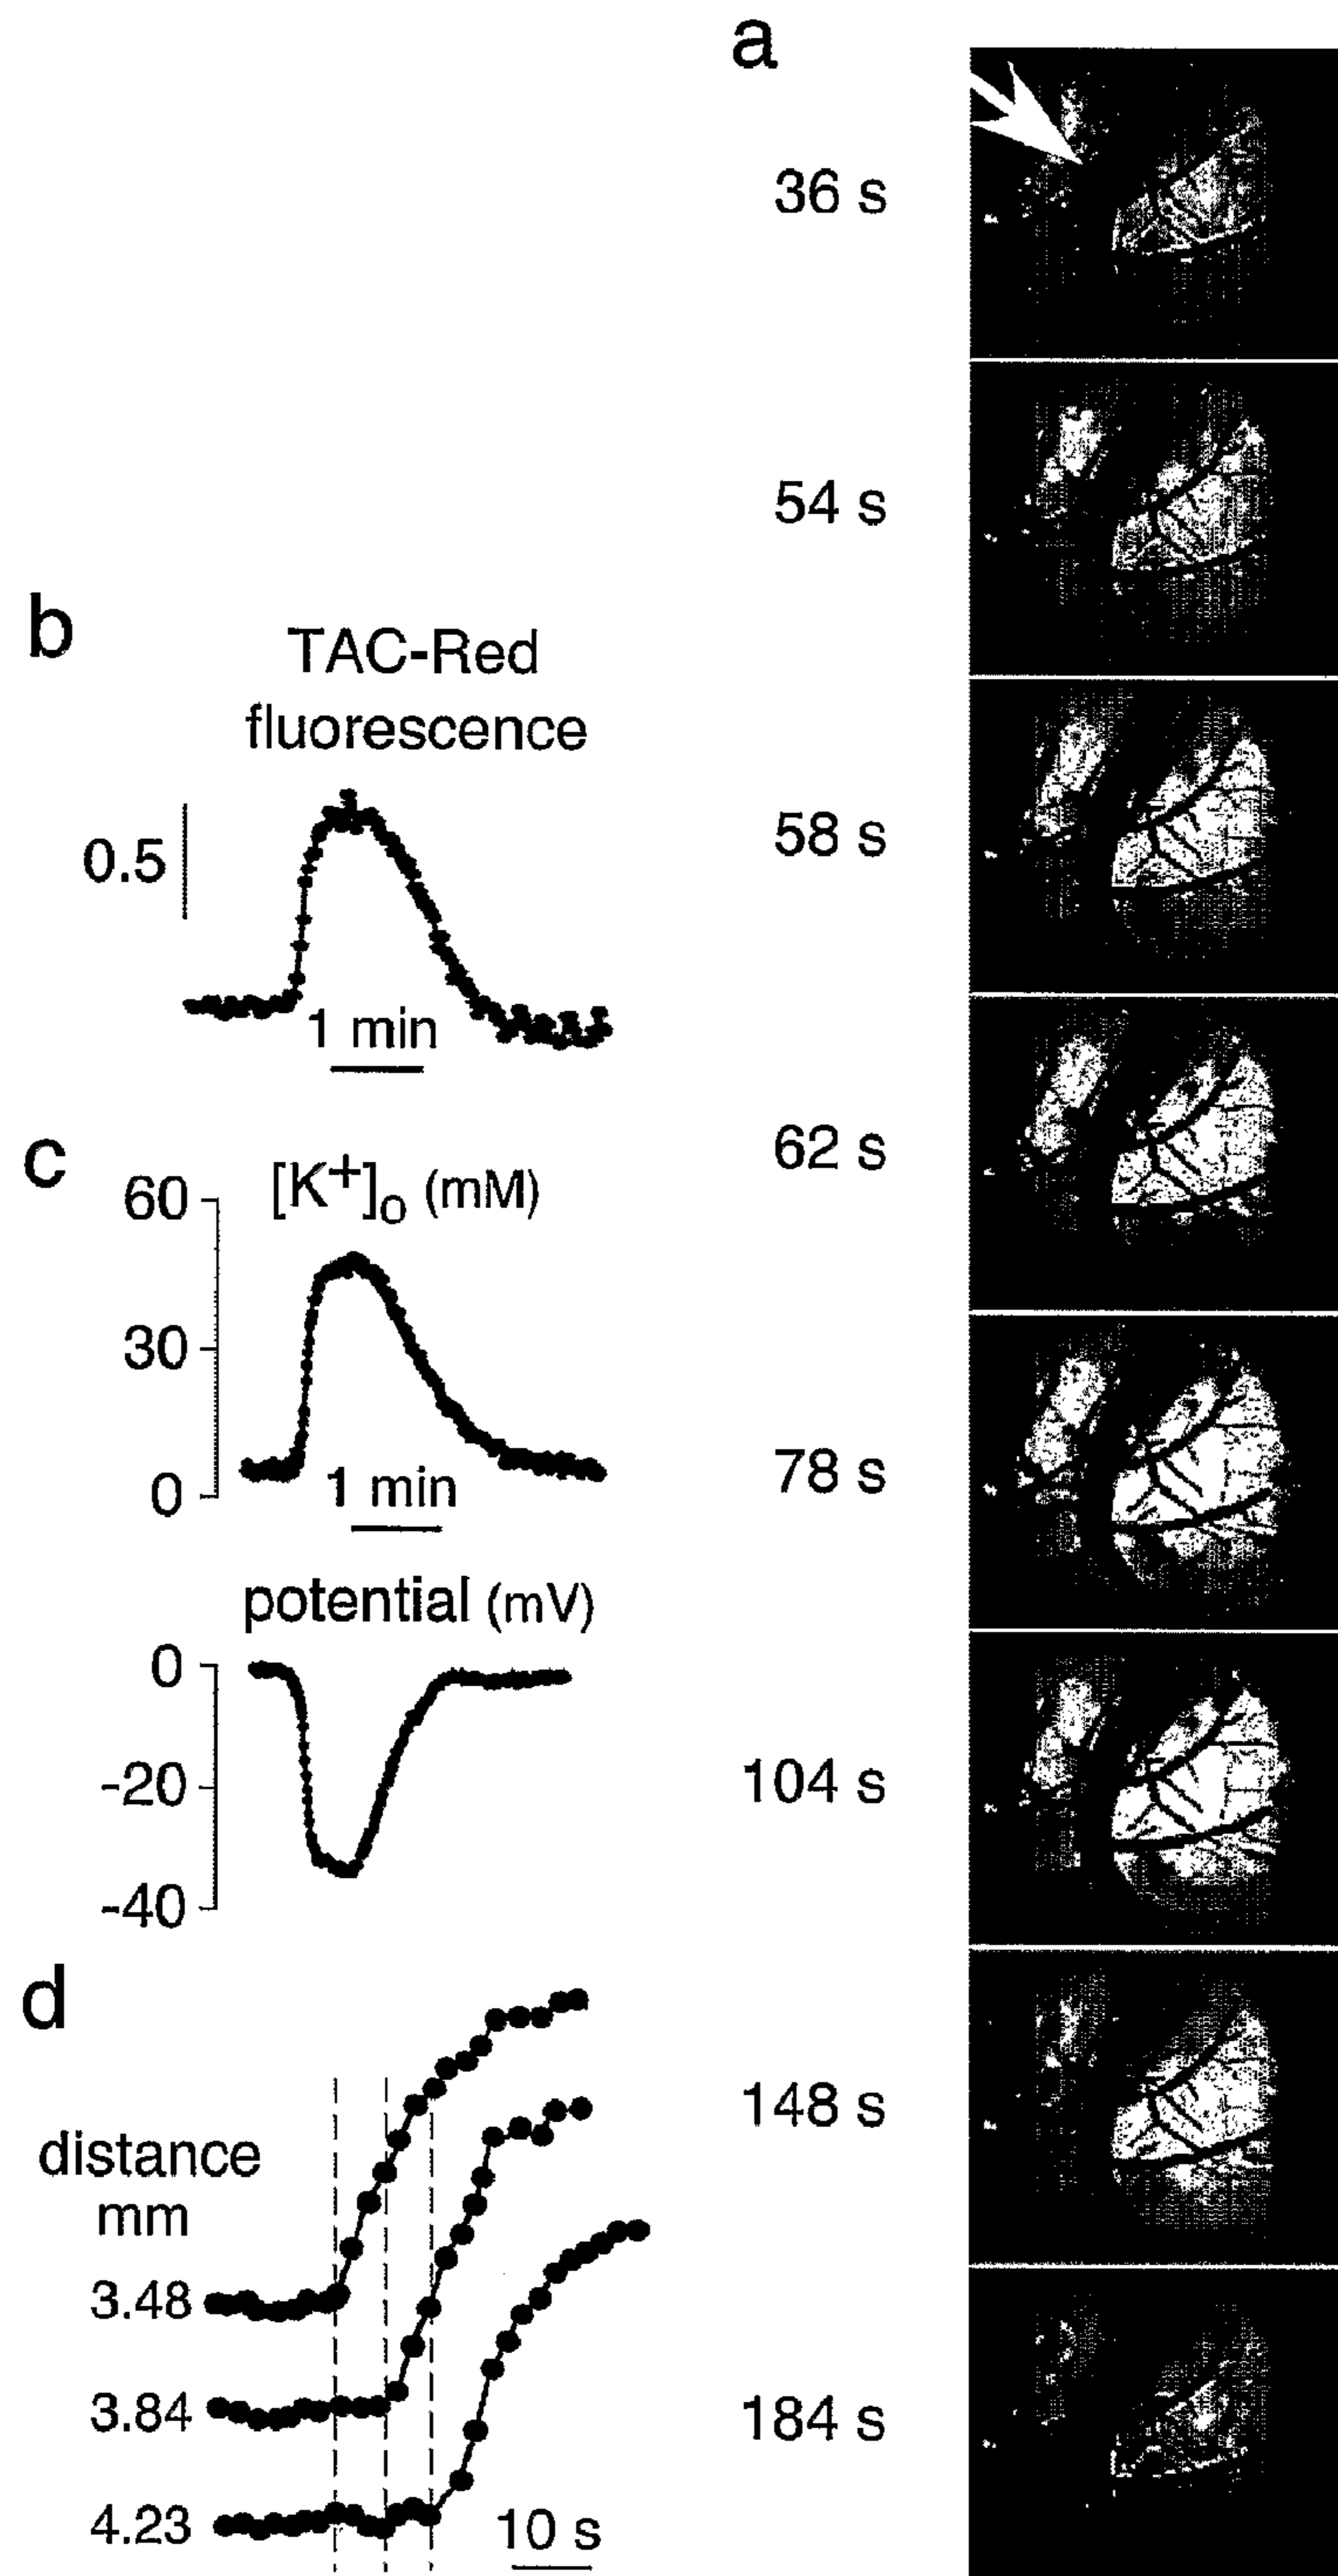 a
36 s
54 s
58 s
62 s
78 s
104 s
148 s
184 s
b
TAC-Red
fluorescence
0.5
1 min
c
[K+]o (mM)
60
30
0
1 min
potential (mV)
0
-20
-40
d
distance
mm
3.48
3.84
4.23
10 s